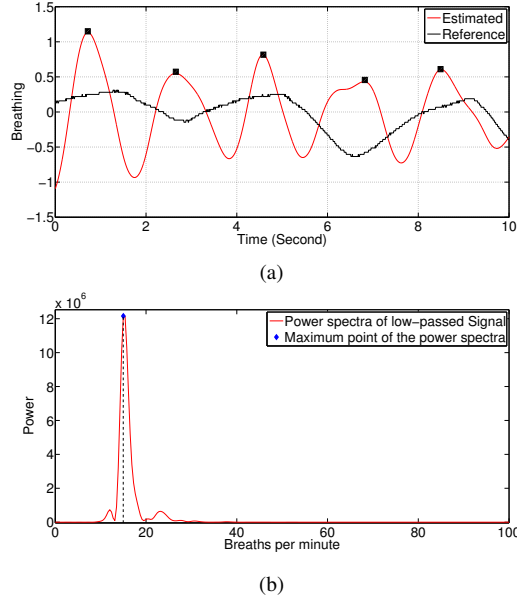 1.5
1
0.5
0
−0.5
−1
−1.5
Breathing
Estimated
Reference
0 2 4 6 8 10
Time (Second)
(a)
x 10^6
12
10
8
6
4
2
0
Power
Power spectra of low-passed Signal
Maximum point of the power spectra
0 20 40 60 80 100
Breaths per minute
(b)